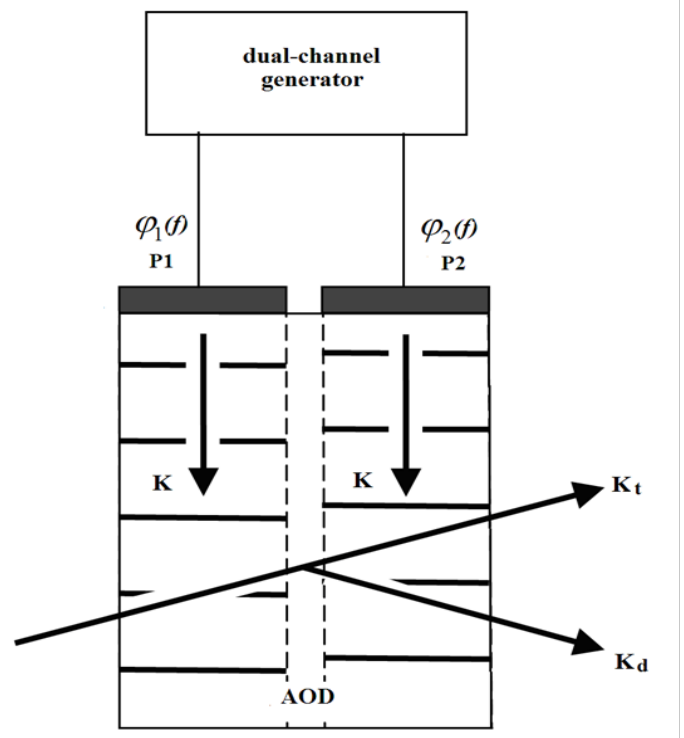 dual-channel
generator
φ₁(f)
P1
φ₂(f)
P2
K
K
Kt
Kd
AOD